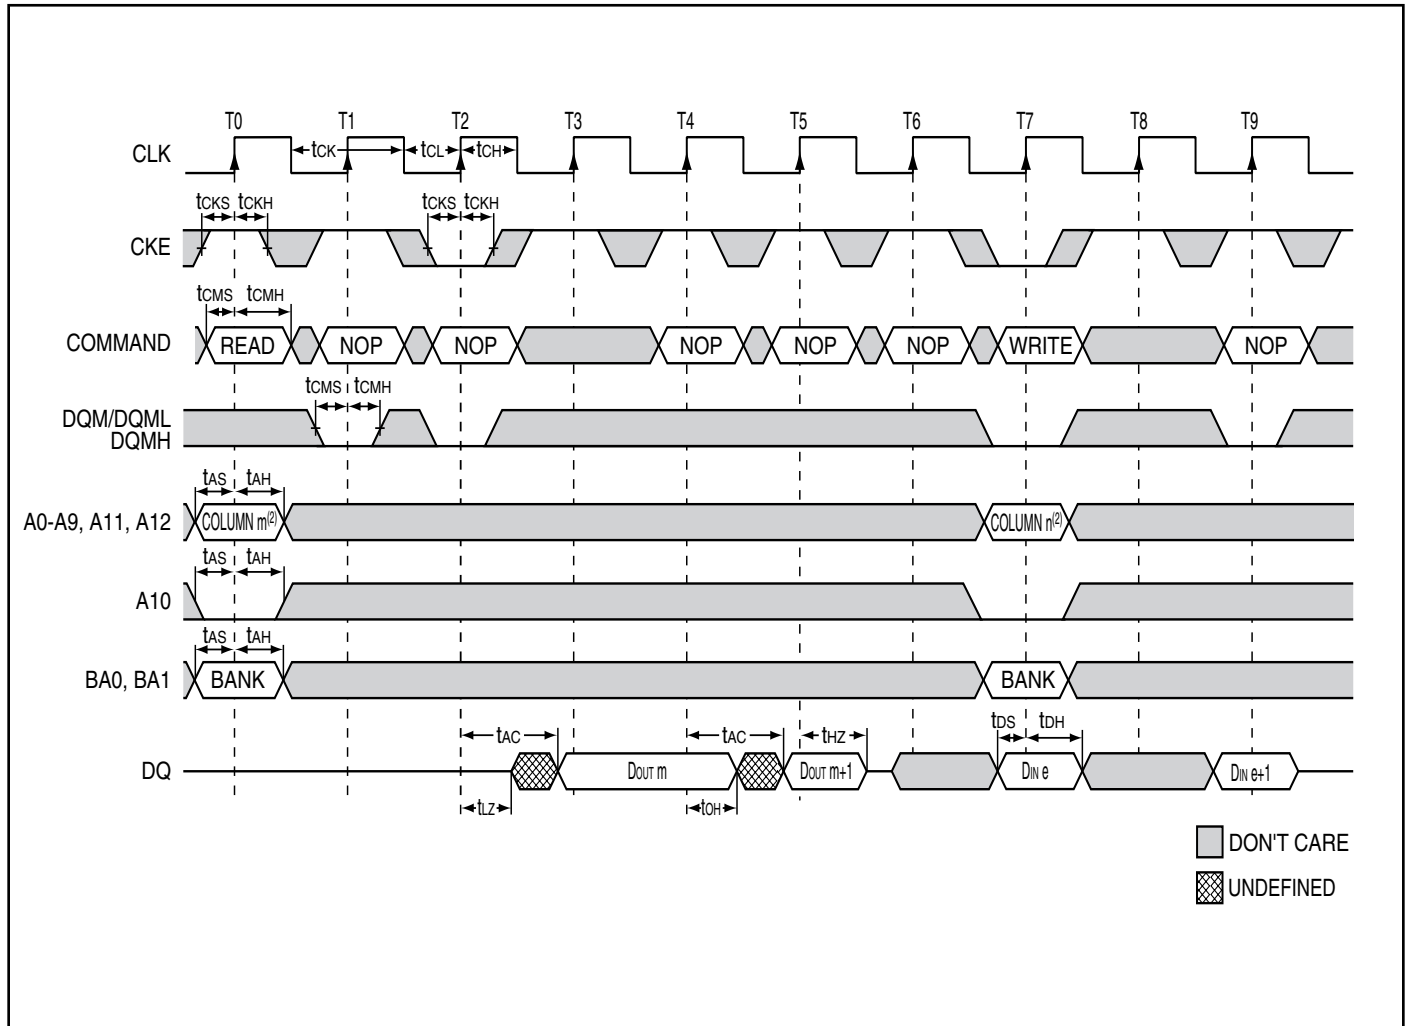 T0 T1 T2 T3 T4 T5 T6 T7 T8 T9
CLK tCK tCL tCH
tCKS tCKH tCKS tCKH
CKE
tCMS tCMH
COMMAND READ NOP NOP NOP NOP NOP WRITE NOP
tCMS tCMH
DQM/DQML
DQMH
tAS tAH
A0-A9, A11, A12 COLUMN m(2) COLUMN n(2)
tAS tAH
A10
tAS tAH
BA0, BA1 BANK BANK
tAC tAC tHZ tDS tDH
DQ DOUT m DOUT m+1 DIN e DIN e+1
tLZ tOH
DON'T CARE
UNDEFINED